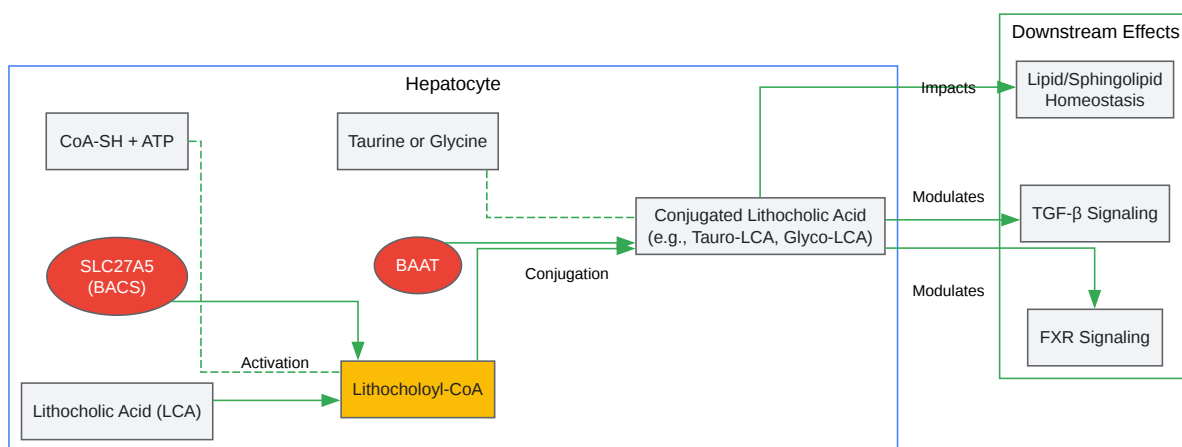 Downstream Effects
Hepatocyte
Impacts
Lipid/Sphingolipid
Homeostasis
CoA-SH + ATP
Taurine or Glycine
Conjugated Lithocholic Acid
(e.g., Tauro-LCA, Glyco-LCA)
Modulates
TGF-β Signaling
SLC27A5
(BACS)
BAAT
Conjugation
Modulates
FXR Signaling
Activation
Lithocholoyl-CoA
Lithocholic Acid (LCA)